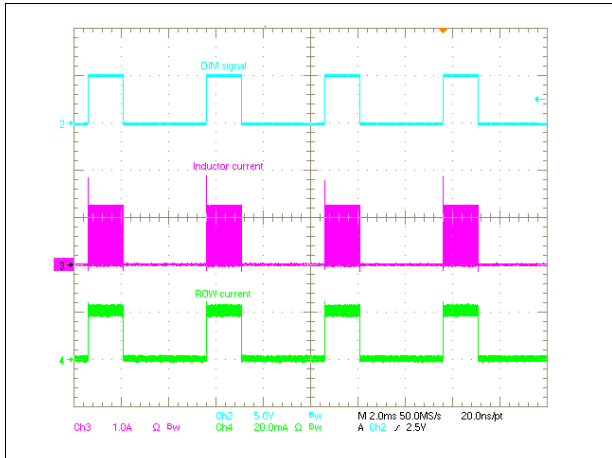 DIM signal
2
Inductor current
3
ROW current
4
Ch2 5.0V Bw M 2.0ms 50.0MS/s 20.0ns/pt
Ch3 1.0A Ω Bw Ch4 20.0mA Ω Bw A Ch2 2.5V